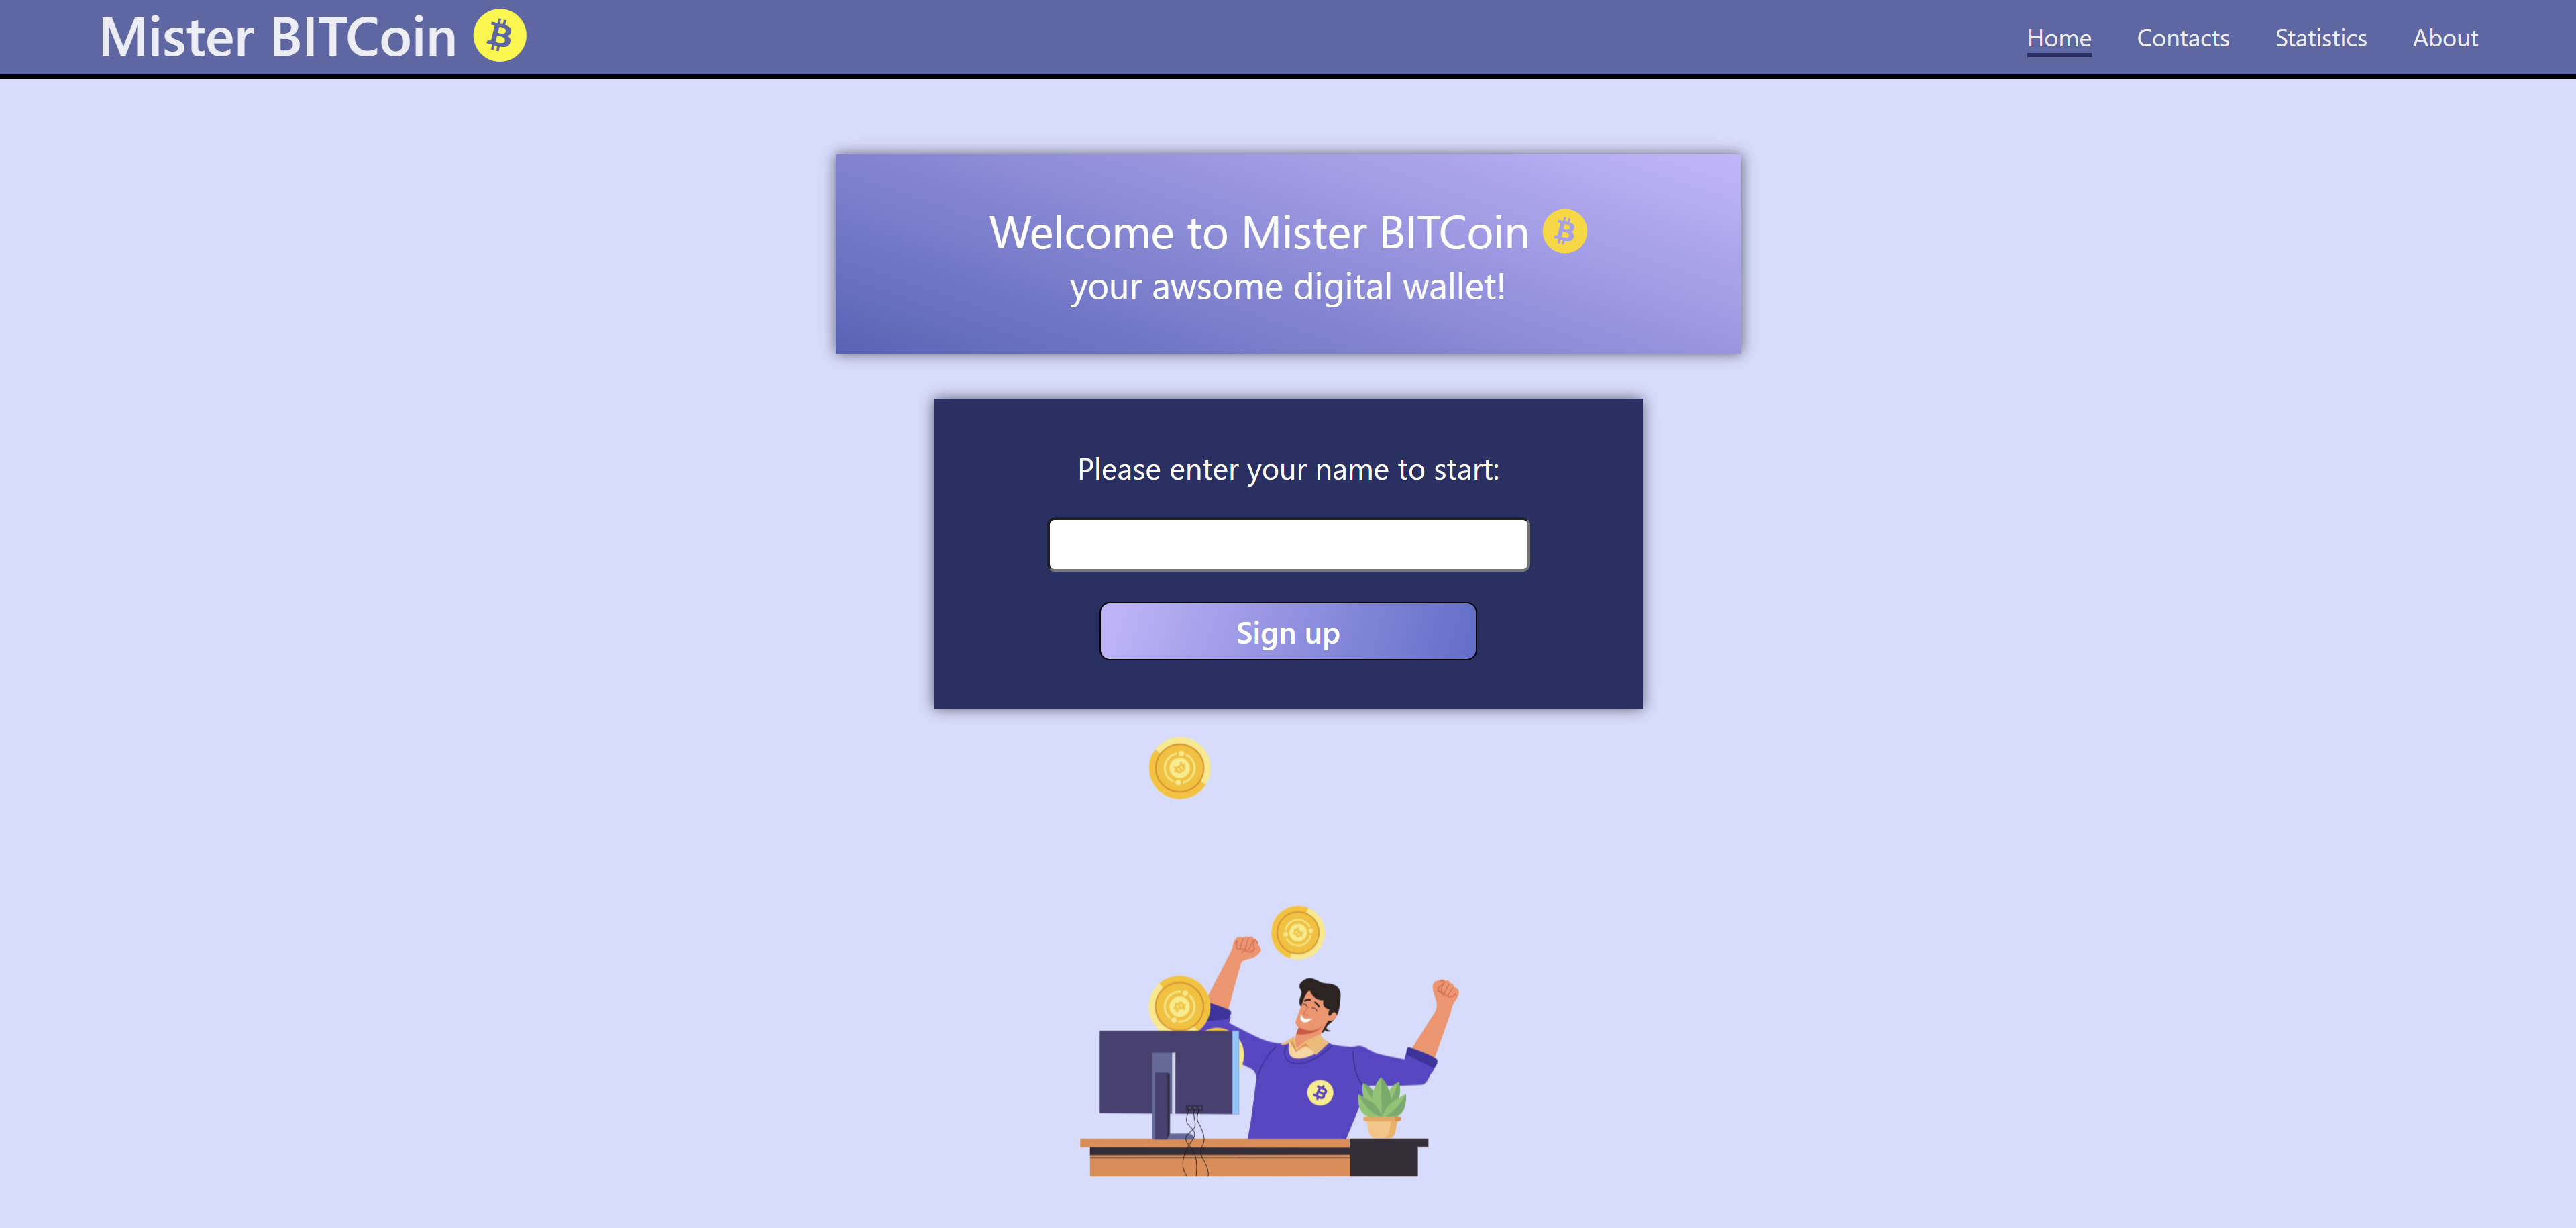 Mister BITCoin
Home Contacts Statistics About
Welcome to Mister BITCoin
your awsome digital wallet!
Please enter your name to start:
Sign up